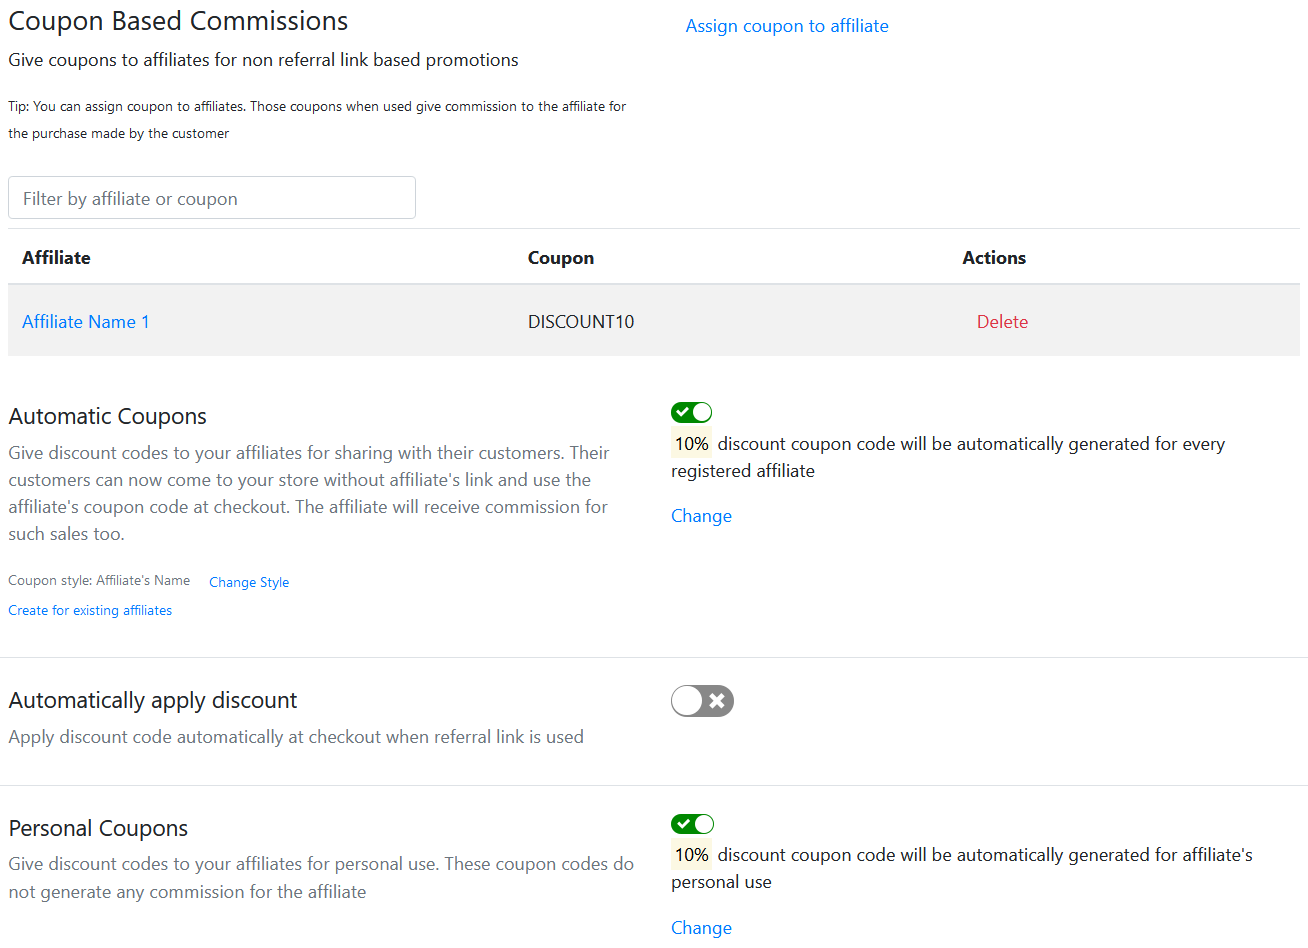 Coupon Based Commissions
Assign coupon to affiliate
Give coupons to affiliates for non referral link based promotions
Tip: You can assign coupon to affiliates. Those coupons when used give commission to the affiliate for
the purchase made by the customer
Filter by affiliate or coupon
Affiliate Coupon Actions
Affiliate Name 1 DISCOUNT10 Delete
Automatic Coupons
Give discount codes to your affiliates for sharing with their customers. Their
customers can now come to your store without affiliate's link and use the
affiliate's coupon code at checkout. The affiliate will receive commission for
such sales too.
Coupon style: Affiliate's Name Change Style
Create for existing affiliates
10% discount coupon code will be automatically generated for every
registered affiliate
Change
Automatically apply discount
Apply discount code automatically at checkout when referral link is used
Personal Coupons
Give discount codes to your affiliates for personal use. These coupon codes do
not generate any commission for the affiliate
10% discount coupon code will be automatically generated for affiliate's
personal use
Change